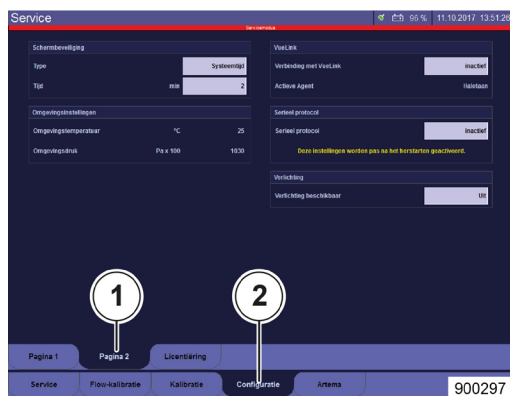 Service
96 % 11.10.2017 13.51:26
Servicemodus
Schermbeveiliging
Type Systeemtijd
Tijd min 2
Omgevingsinstellingen
Omgevingstemperatuur °C 25
Omgevingsdruk Pa x 100 1030
VueLink
Verbinding met VueLink inactief
Actieve Agent Halotaan
Serieel protocol
Serieel protocol inactief
Deze instellingen worden pas na het herstarten geactiveerd.
Verlichting
Verlichting beschikbaar Uit
1
2
Pagina 1 Pagina 2 Licentiëring
Service Flow-kalibratie Kalibratie Configuratie Artema
900297